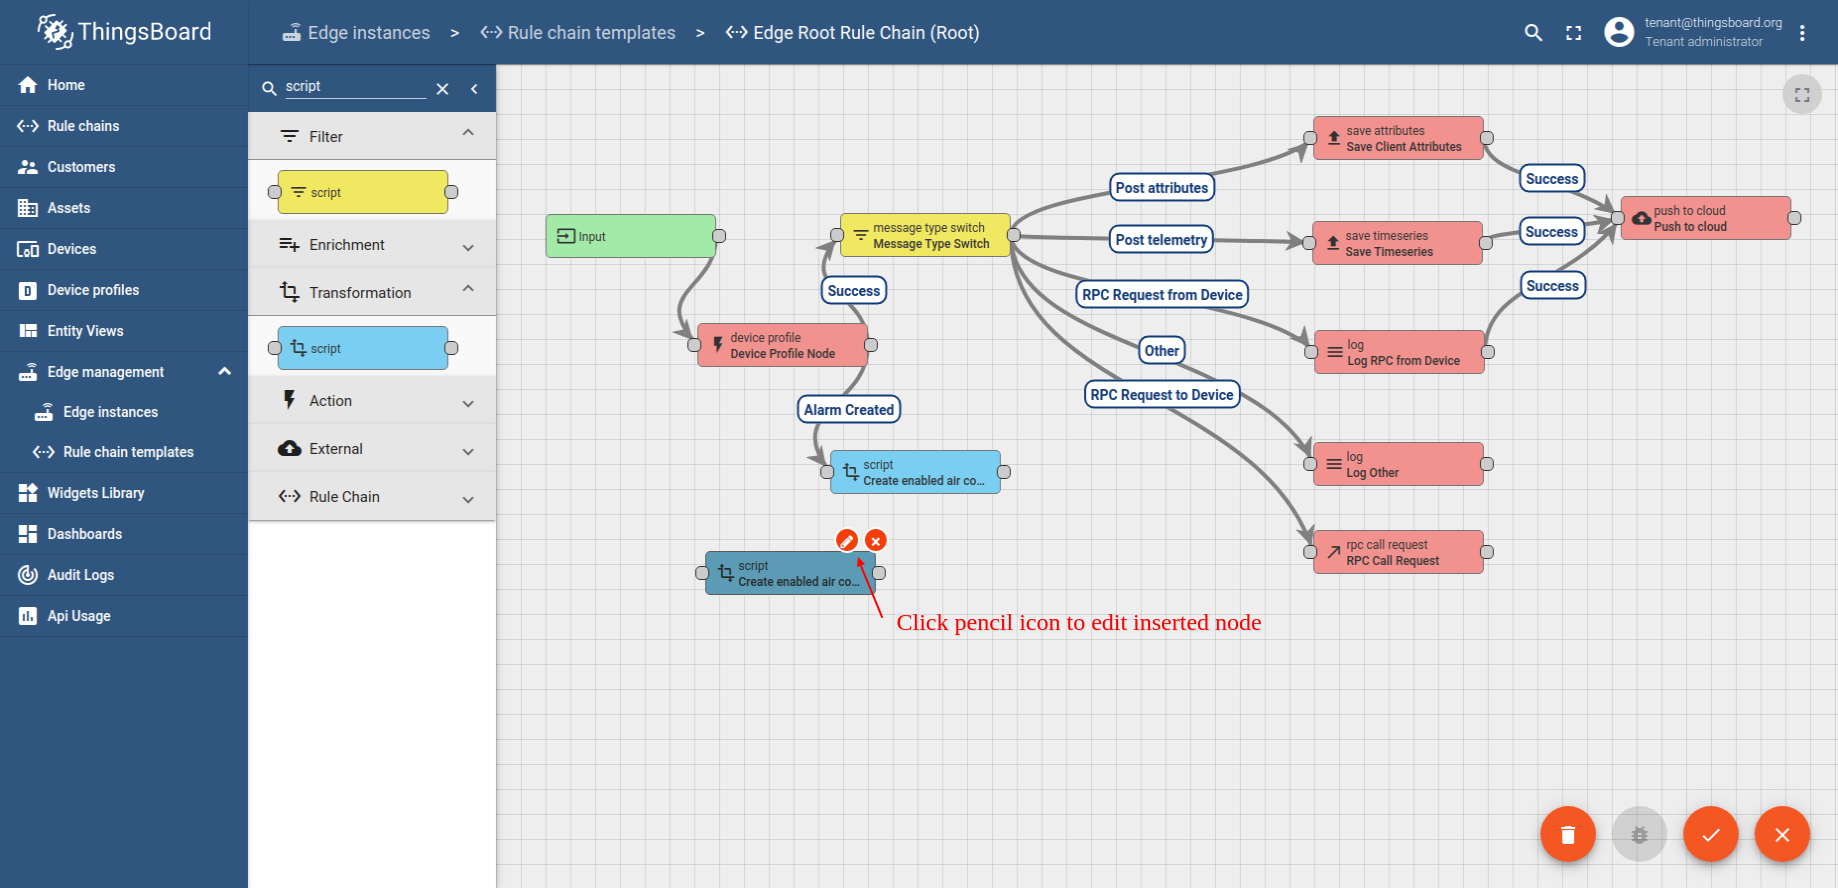 ThingsBoard
Edge instances > Rule chain templates > Edge Root Rule Chain (Root)
tenant@thingsboard.org
Tenant administrator
Home
Rule chains
Customers
Assets
Devices
Device profiles
Entity Views
Edge management
Edge instances
Rule chain templates
Widgets Library
Dashboards
Audit Logs
Api Usage
script
Filter
script
Enrichment
Transformation
script
Action
External
Rule Chain
Input
device profile
Device Profile Node
Success
Alarm Created
message type switch
Message Type Switch
script
Create enabled air co...
script
Create enabled air co...
Click pencil icon to edit inserted node
Post attributes
Post telemetry
RPC Request from Device
Other
RPC Request to Device
save attributes
Save Client Attributes
save timeseries
Save Timeseries
log
Log RPC from Device
log
Log Other
rpc call request
RPC Call Request
Success
Success
Success
push to cloud
Push to cloud